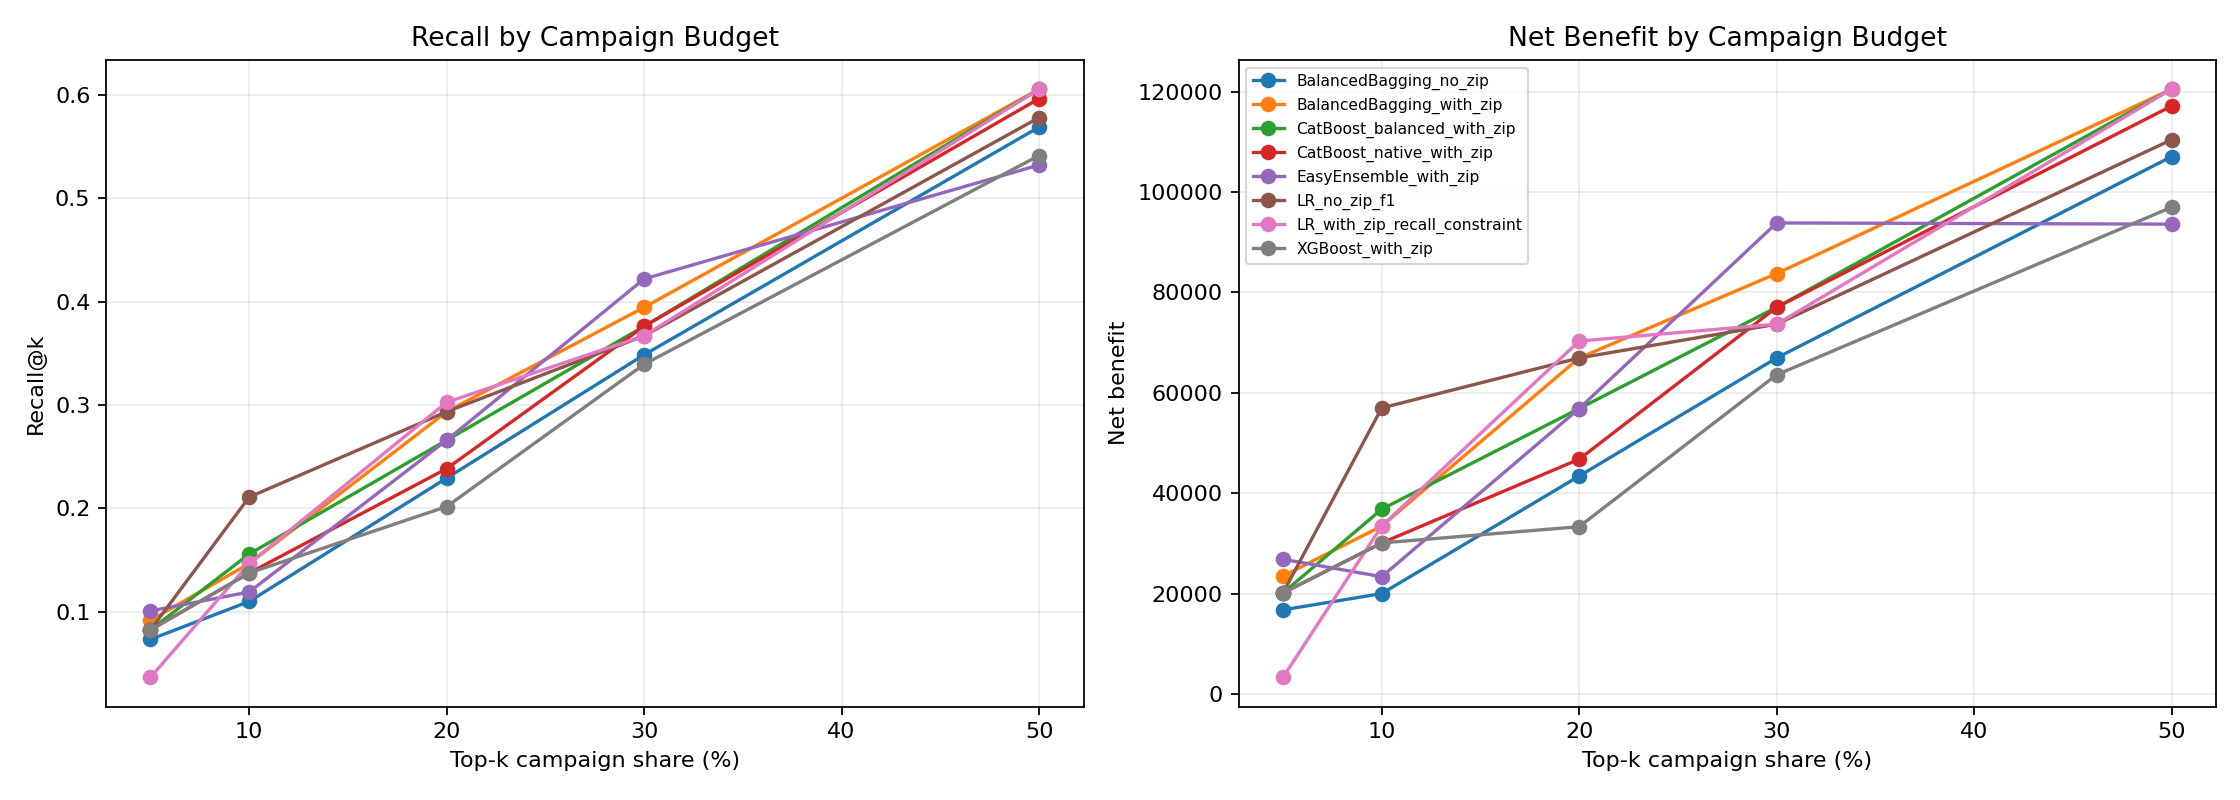 Recall by Campaign Budget
Recall@k
0.6
0.5
0.4
0.3
0.2
0.1
10 20 30 40 50
Top-k campaign share (%)
Net Benefit by Campaign Budget
Net benefit
120000
100000
80000
60000
40000
20000
0
BalancedBagging_no_zip
BalancedBagging_with_zip
CatBoost_balanced_with_zip
CatBoost_native_with_zip
EasyEnsemble_with_zip
LR_no_zip_f1
LR_with_zip_recall_constraint
XGBoost_with_zip
10 20 30 40 50
Top-k campaign share (%)